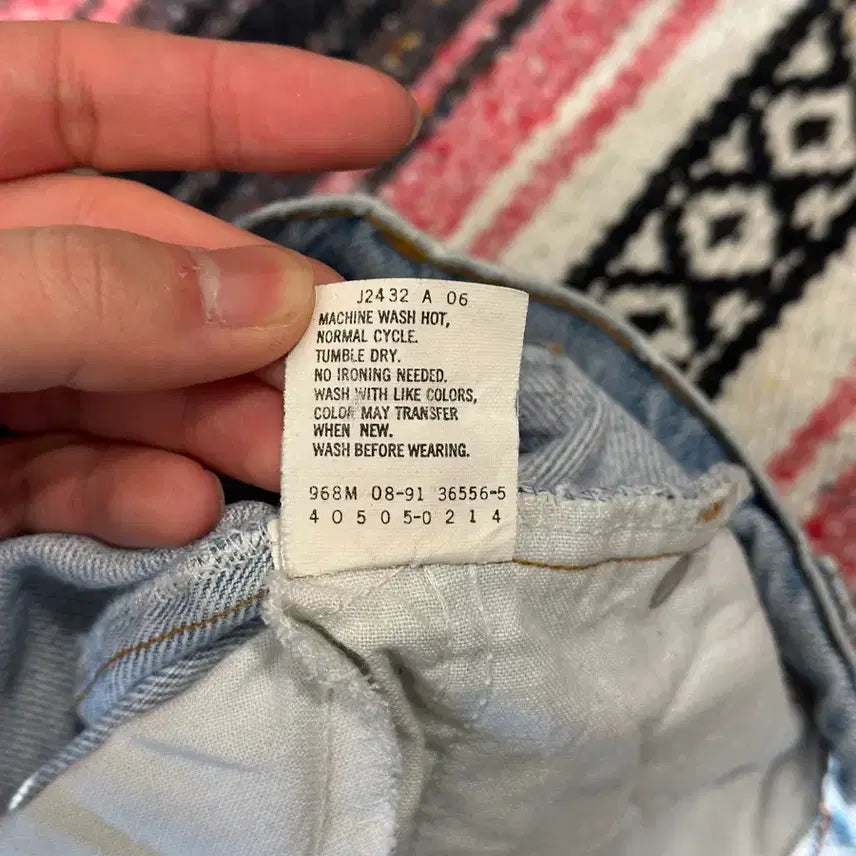 J2432 A 06
MACHINE WASH HOT,
NORMAL CYCLE.
TUMBLE DRY.
NO IRONING NEEDED.
WASH WITH LIKE COLORS,
COLOR MAY TRANSFER
WHEN NEW.
WASH BEFORE WEARING.
968M 08-91 36556-5
4 0 5 0 5-0 2 1 4